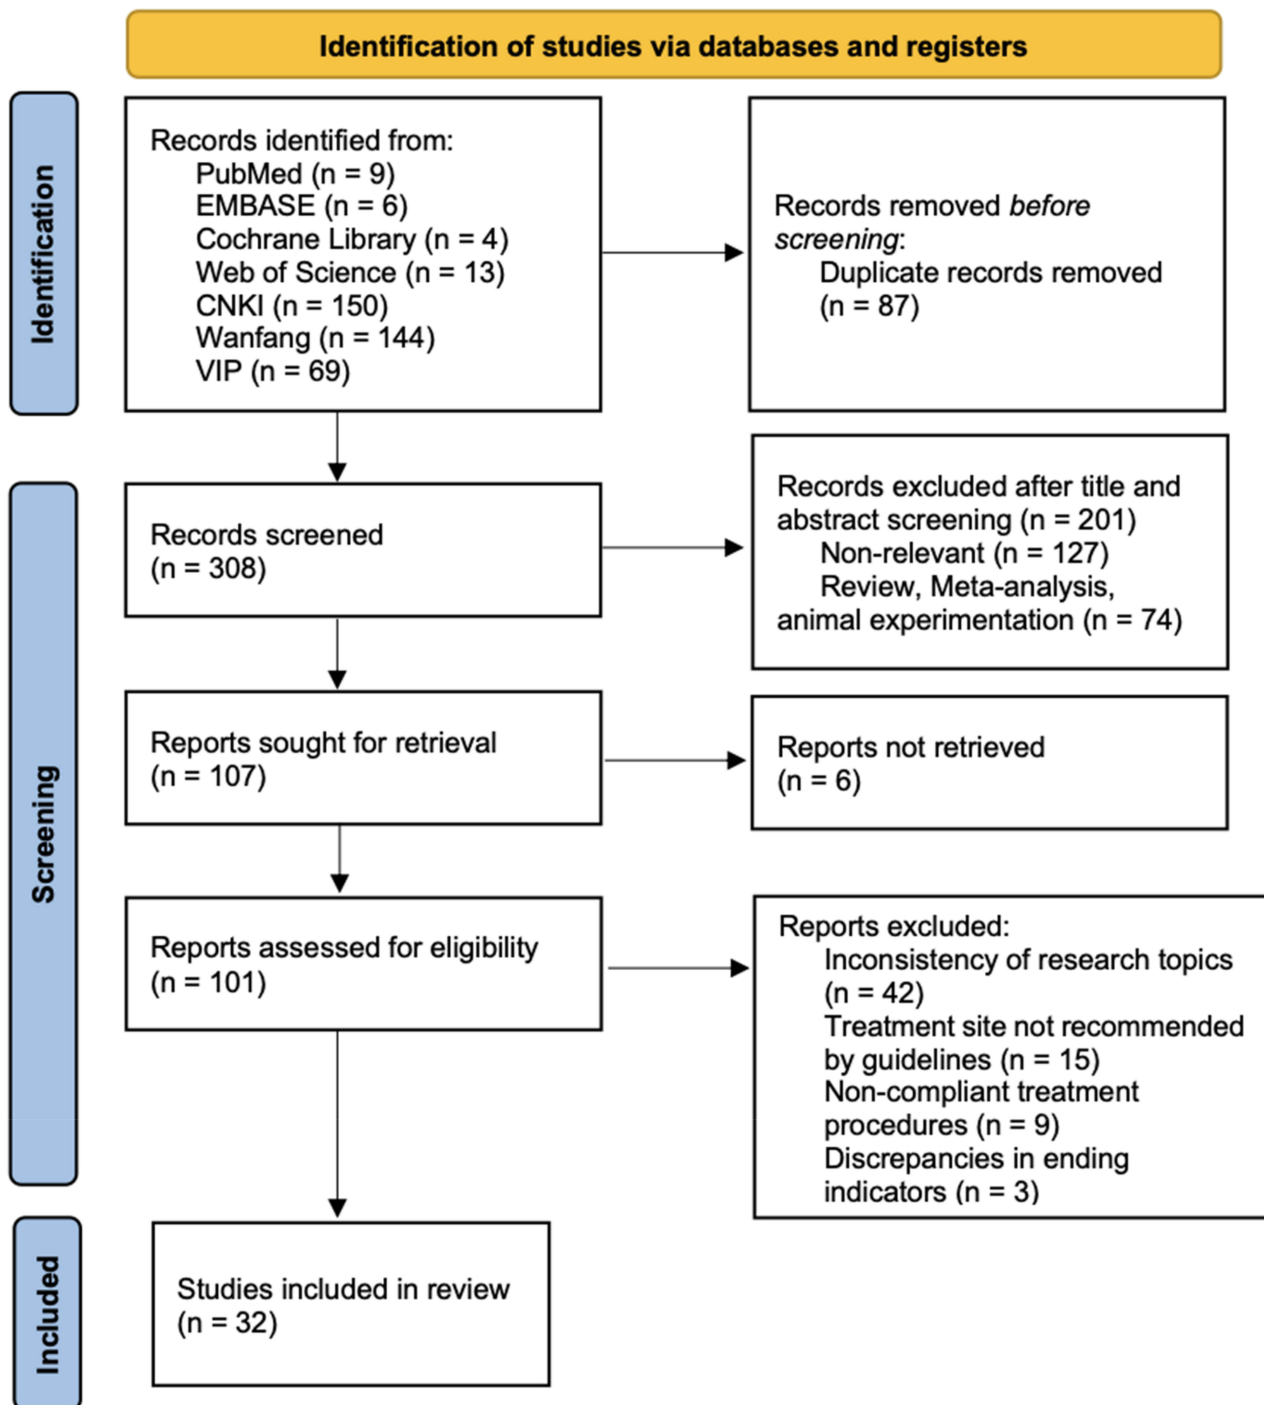 Identification of studies via databases and registers
Identification
Records identified from:
PubMed (n = 9)
EMBASE (n = 6)
Cochrane Library (n = 4)
Web of Science (n = 13)
CNKI (n = 150)
Wanfang (n = 144)
VIP (n = 69)
Records removed before
screening:
Duplicate records removed
(n = 87)
Screening
Records screened
(n = 308)
Records excluded after title and
abstract screening (n = 201)
Non-relevant (n = 127)
Review, Meta-analysis,
animal experimentation (n = 74)
Reports sought for retrieval
(n = 107)
Reports not retrieved
(n = 6)
Reports assessed for eligibility
(n = 101)
Reports excluded:
Inconsistency of research topics
(n = 42)
Treatment site not recommended
by guidelines (n = 15)
Non-compliant treatment
procedures (n = 9)
Discrepancies in ending
indicators (n = 3)
Included
Studies included in review
(n = 32)